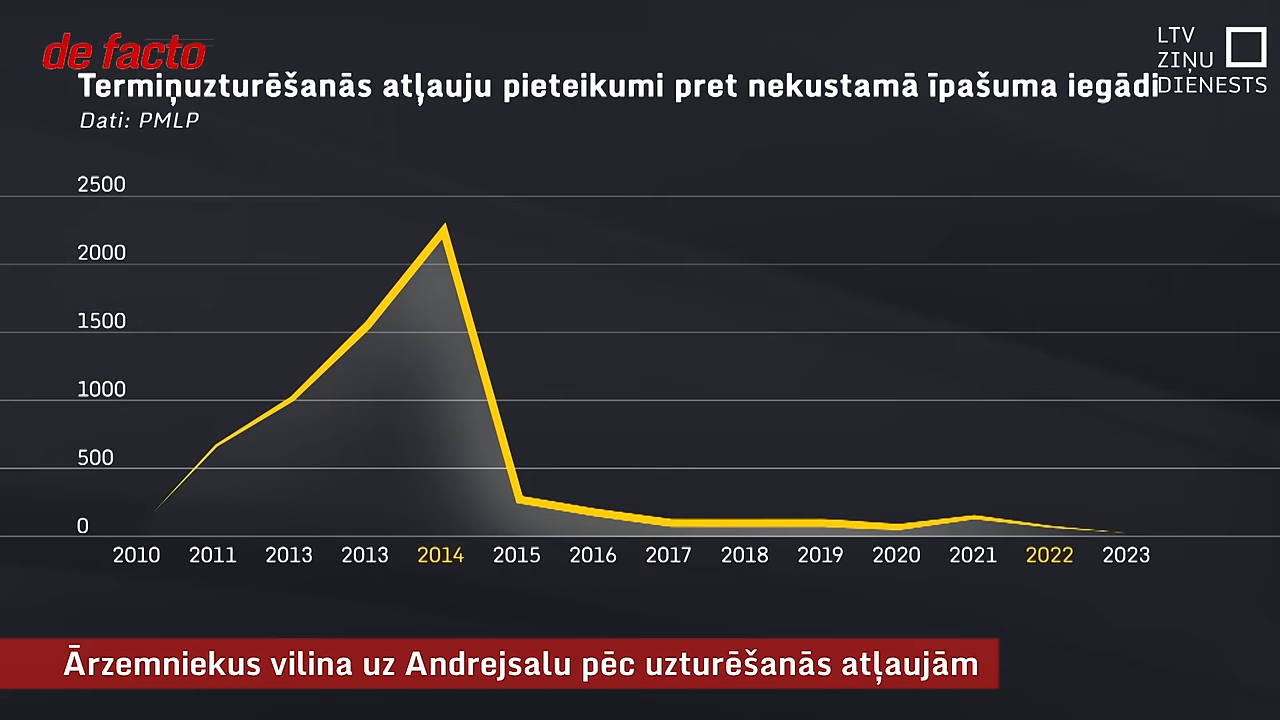 de facto
LTV
ZIŅU
DIENESTS
Termiņuzturēšanās atļauju pieteikumi pret nekustamā īpašuma iegādi
Dati: PMLP
2500
2000
1500
1000
500
0
2010 2011 2013 2013 2014 2015 2016 2017 2018 2019 2020 2021 2022 2023
Ārzemniekus vilina uz Andrejsalu pēc uzturēšanās atļaujām